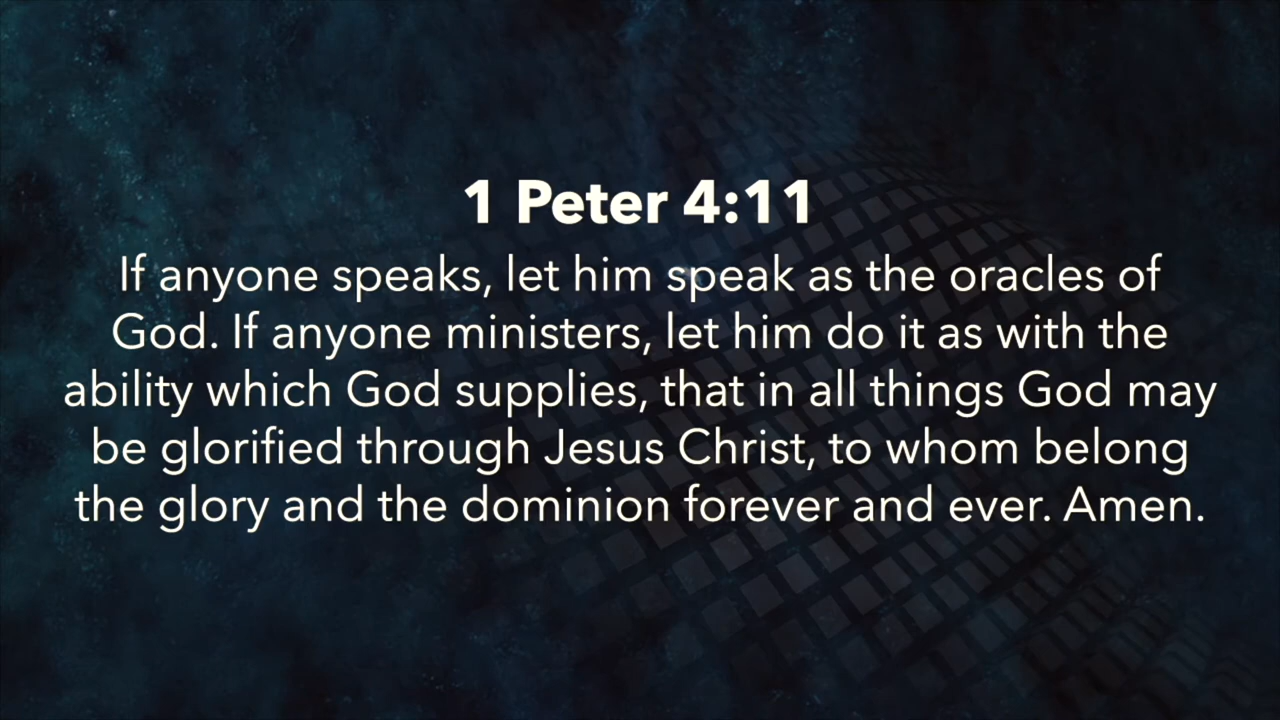 1 Peter 4:11
If anyone speaks, let him speak as the oracles of
God. If anyone ministers, let him do it as with the
ability which God supplies, that in all things God may
be glorified through Jesus Christ, to whom belong
the glory and the dominion forever and ever. Amen.